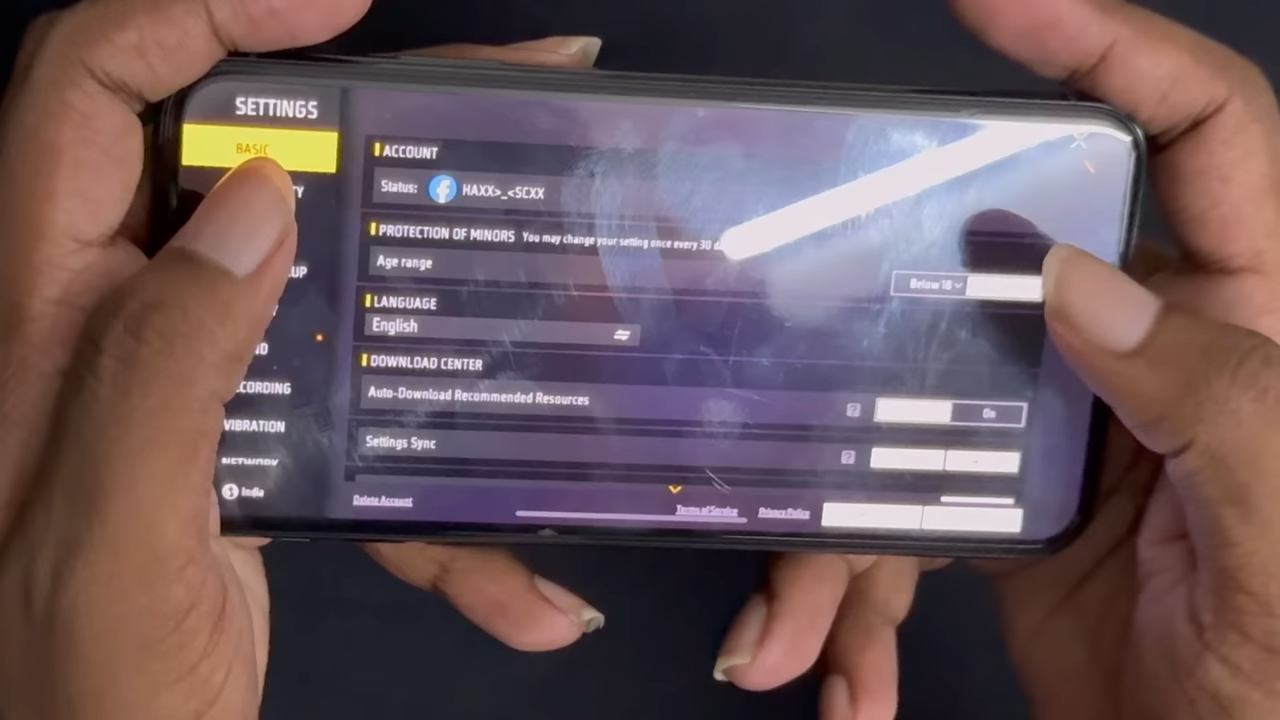 SETTINGS
BASIC
ACCOUNT
Status: HAXX>_<SCXX
PROTECTION OF MINORS You may change your setting once every 30
Age range
Below 18
LANGUAGE
English
DOWNLOAD CENTER
Auto-Download Recommended Resources
? On
VIBRATION
Settings Sync
?
NETWORK
India
Delete Account
Terms of Service
Privacy Policy